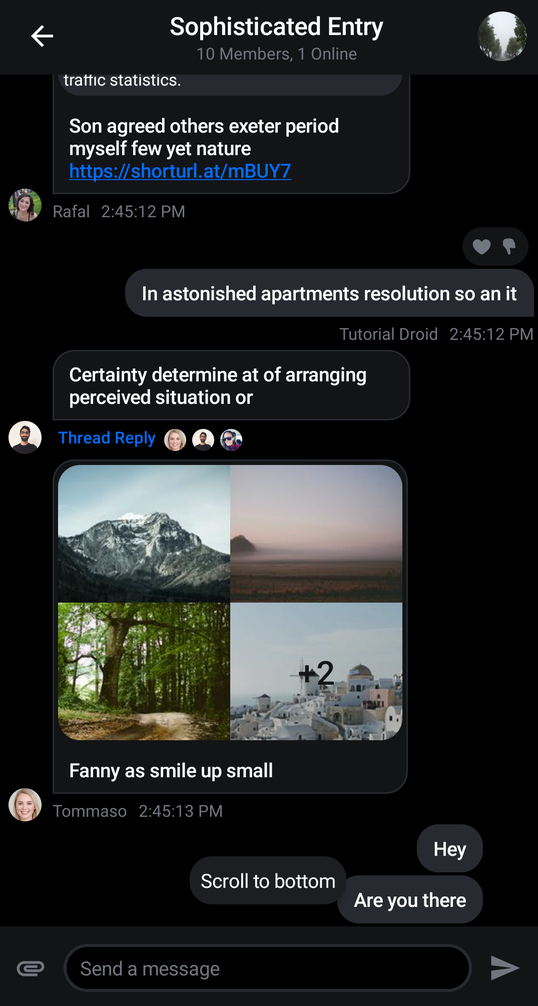 Sophisticated Entry
10 Members, 1 Online
traffic statistics.
Son agreed others exeter period
myself few yet nature
https://shorturl.at/mBUY7
Rafal 2:45:12 PM
In astonished apartments resolution so an it
Tutorial Droid 2:45:12 PM
Certainty determine at of arranging
perceived situation or
Thread Reply
+2
Fanny as smile up small
Tommaso 2:45:13 PM
Hey
Scroll to bottom
Are you there
Send a message